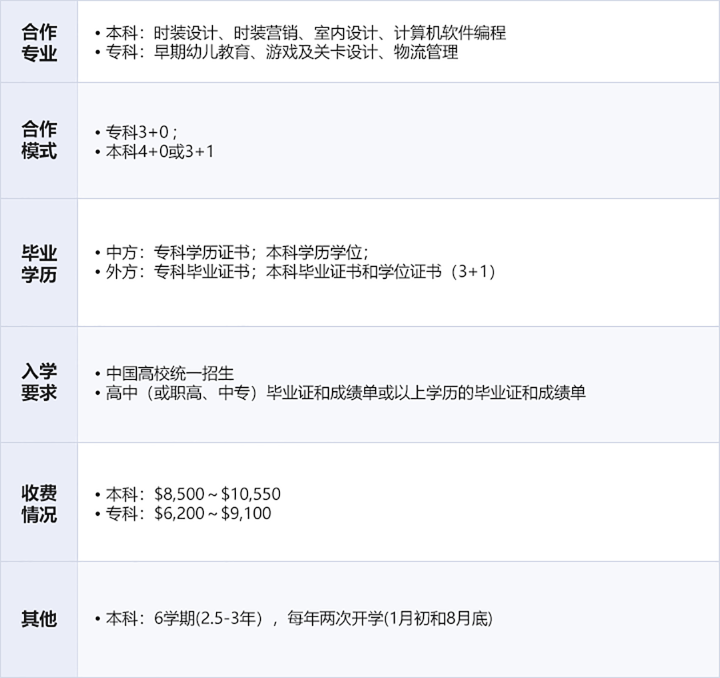 合作
专业
• 本科：时装设计、时装营销、室内设计、计算机软件编程
• 专科：早期幼儿教育、游戏及关卡设计、物流管理
合作
模式
• 专科3+0；
• 本科4+0或3+1
毕业
学历
• 中方：专科学历证书；本科学历学位；
• 外方：专科毕业证书；本科毕业证书和学位证书（3+1）
入学
要求
• 中国高校统一招生
• 高中（或职高、中专）毕业证和成绩单或以上学历的毕业证和成绩单
收费
情况
• 本科：$8,500～$10,550
• 专科：$6,200～$9,100
其他
• 本科：6学期(2.5-3年），每年两次开学(1月初和8月底)